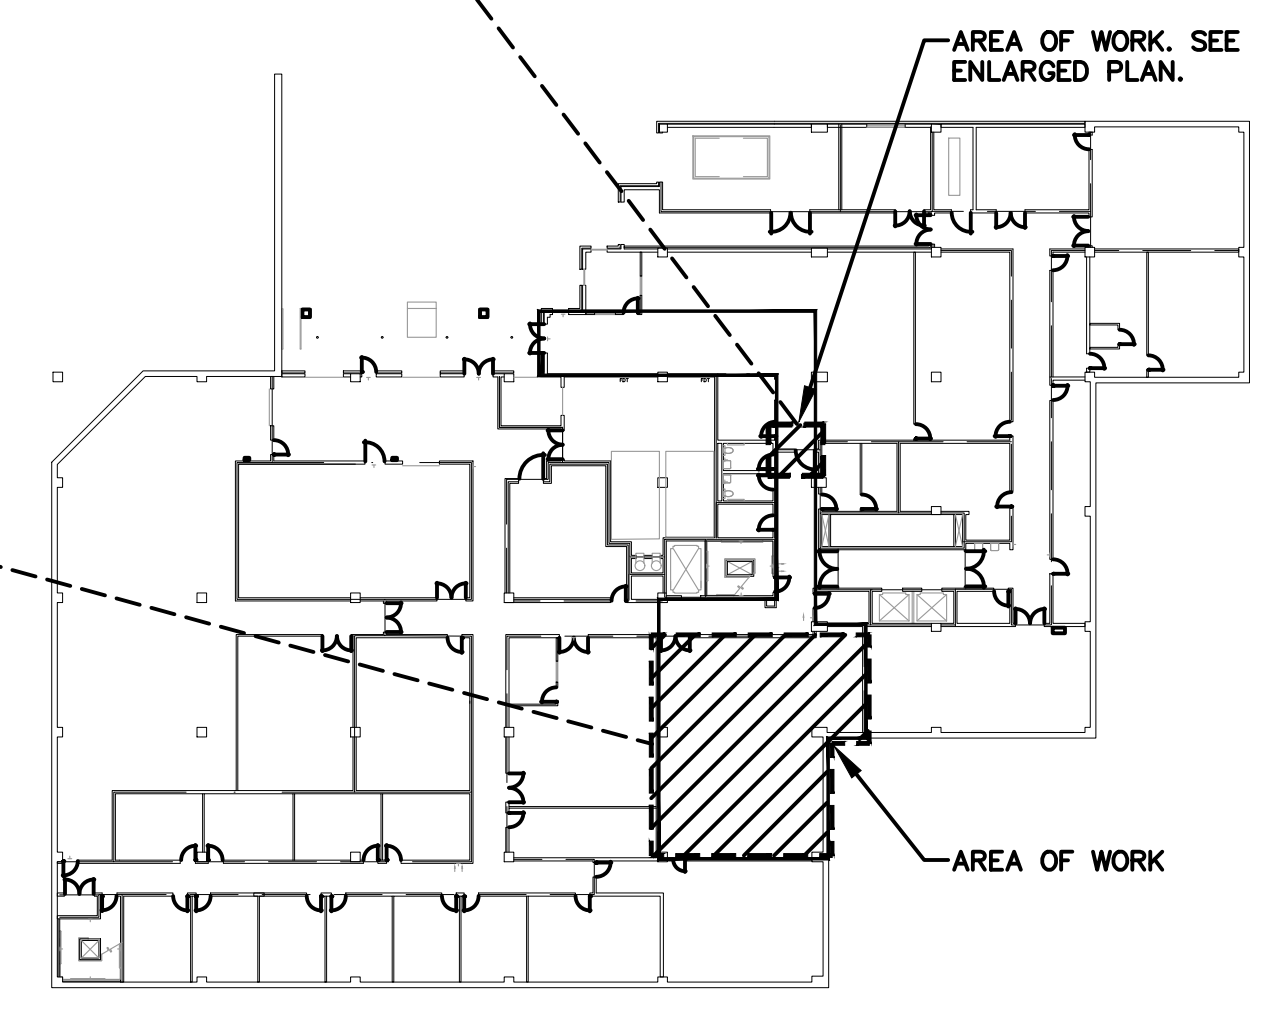 AREA OF WORK. SEE
ENLARGED PLAN.
FDT
FDT
AREA OF WORK